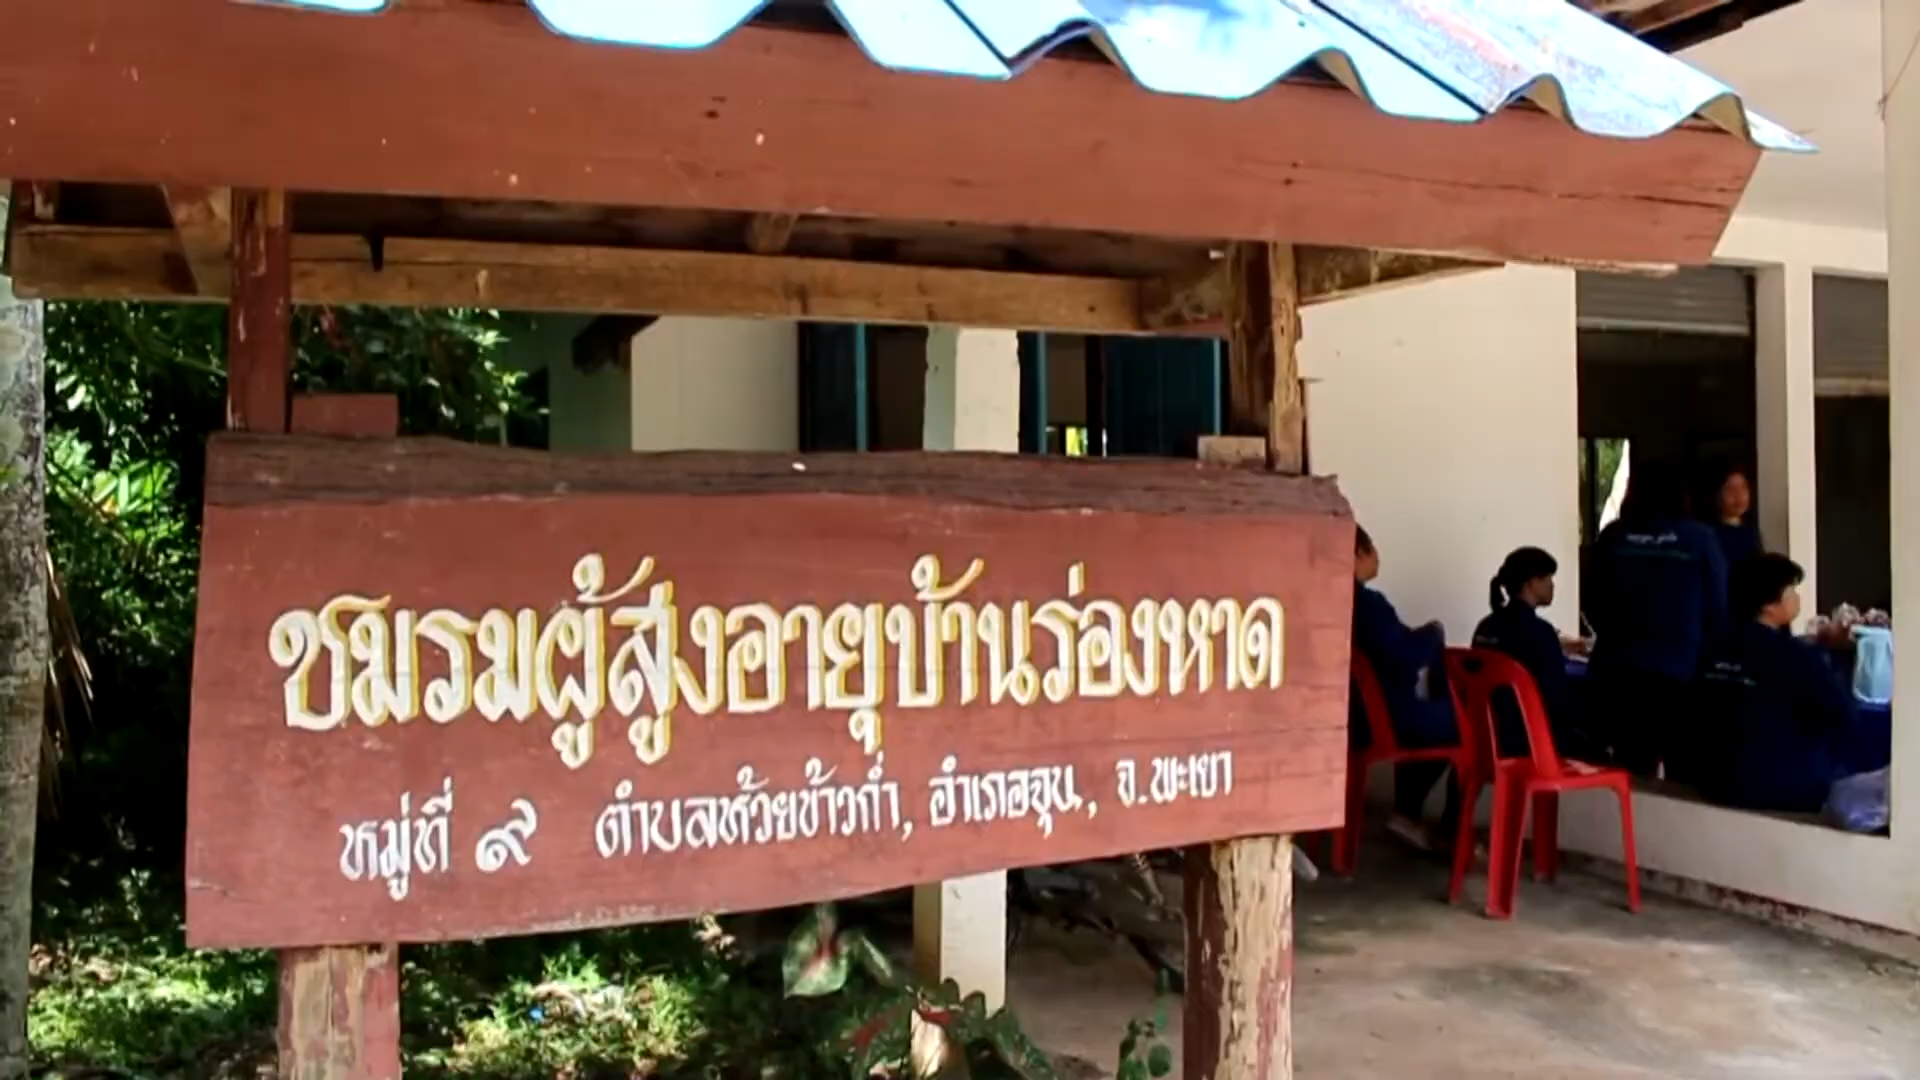 ชมรมผู้สูงอายุบ้านร่องหาด
หมู่ที่ ๙ ตำบลห้วยข้าวก่ำ, อำเภอจุน, จ.พะเยา